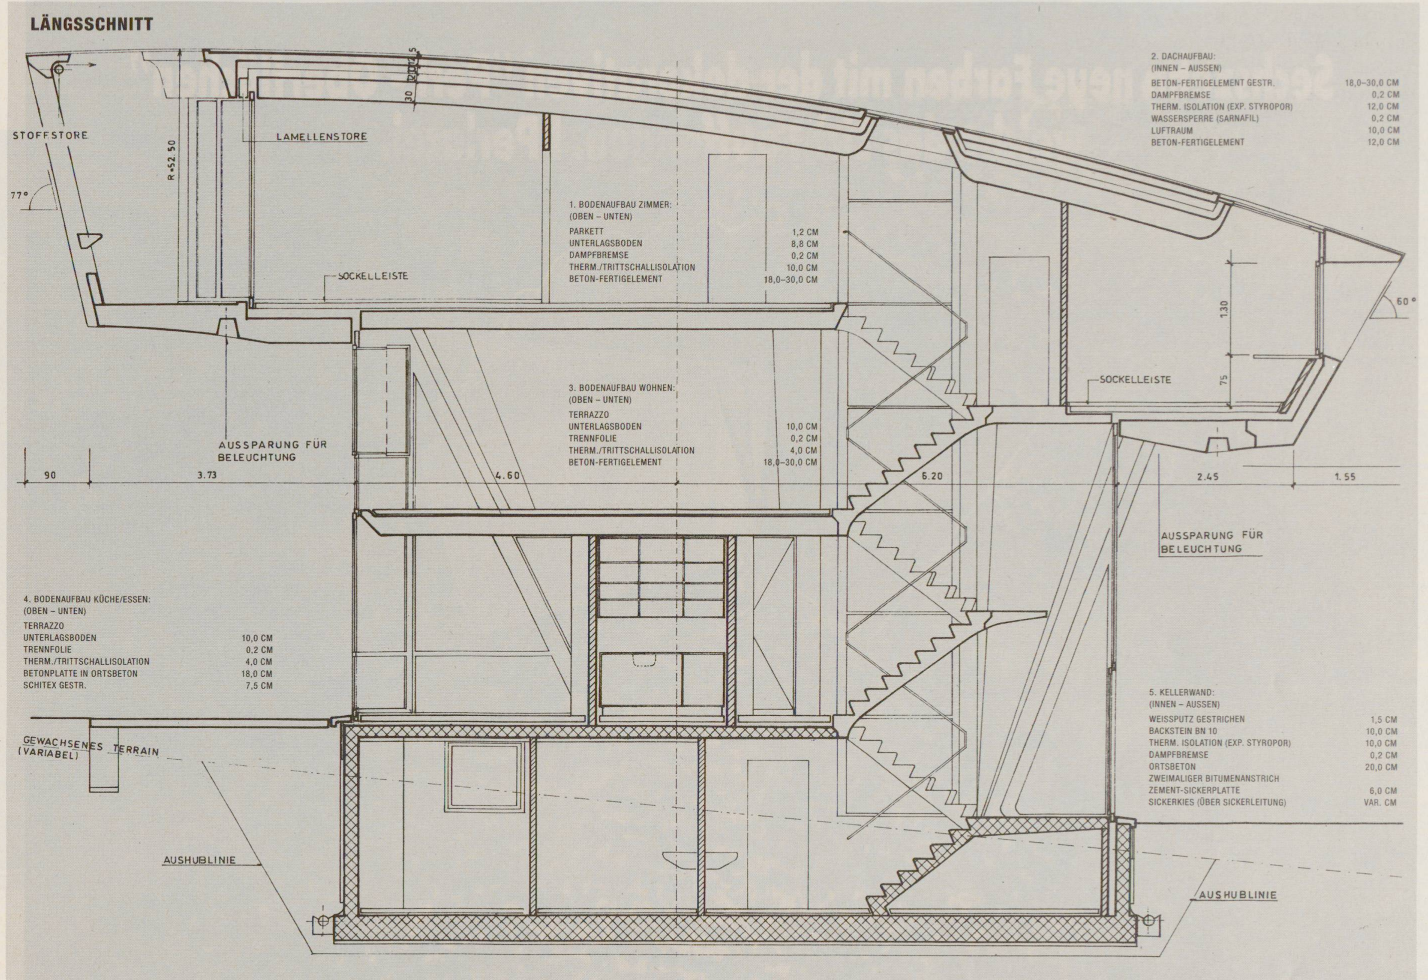 LÄNGSSCHNITT
STOFFSTORE
LAMELLENSTORE
R=52.50
30
77°
SOCKELLEISTE
1. BODENAUFBAU ZIMMER:
(OBEN – UNTEN)
PARKETT 1,2 CM
UNTERLAGSBODEN 8,8 CM
DAMPFBREMSE 0,2 CM
THERM./TRITTSCHALLISOLATION 10,0 CM
BETON-FERTIGELEMENT 18,0–30,0 CM
2. DACHAUFBAU:
(INNEN – AUSSEN)
BETON-FERTIGELEMENT GESTR. 18,0–30,0 CM
DAMPFBREMSE 0,2 CM
THERM. ISOLATION (EXP. STYROPOR) 12,0 CM
WASSERSPERRE (SARNAFIL) 0,2 CM
LUFTRAUM 10,0 CM
BETON-FERTIGELEMENT 12,0 CM
60°
1.30
75
SOCKELLEISTE
3. BODENAUFBAU WOHNEN:
(OBEN – UNTEN)
TERRAZZO
UNTERLAGSBODEN 10,0 CM
TRENNFOLIE 0,2 CM
THERM./TRITTSCHALLISOLATION 4,0 CM
BETON-FERTIGELEMENT 18,0–30,0 CM
AUSSPARUNG FÜR
BELEUCHTUNG
90 3.73 4.60 6.20 2.45 1.55
AUSSPARUNG FÜR
BELEUCHTUNG
4. BODENAUFBAU KÜCHE/ESSEN:
(OBEN – UNTEN)
TERRAZZO
UNTERLAGSBODEN 10,0 CM
TRENNFOLIE 0,2 CM
THERM./TRITTSCHALLISOLATION 4,0 CM
BETONPLATTE IN ORTSBETON 18,0 CM
SCHITEX GESTR. 7,5 CM
5. KELLERWAND:
(INNEN – AUSSEN)
WEISSPUTZ GESTRICHEN 1,5 CM
BACKSTEIN BN 10 10,0 CM
THERM. ISOLATION (EXP. STYROPOR) 10,0 CM
DAMPFBREMSE 0,2 CM
ORTSBETON 20,0 CM
ZWEIMALIGER BITUMENANSTRICH
ZEMENT-SICKERPLATTE 6,0 CM
SICKERKIES (ÜBER SICKERLEITUNG) VAR. CM
GEWACHSENES TERRAIN
(VARIABEL)
AUSHUBLINIE
AUSHUBLINIE